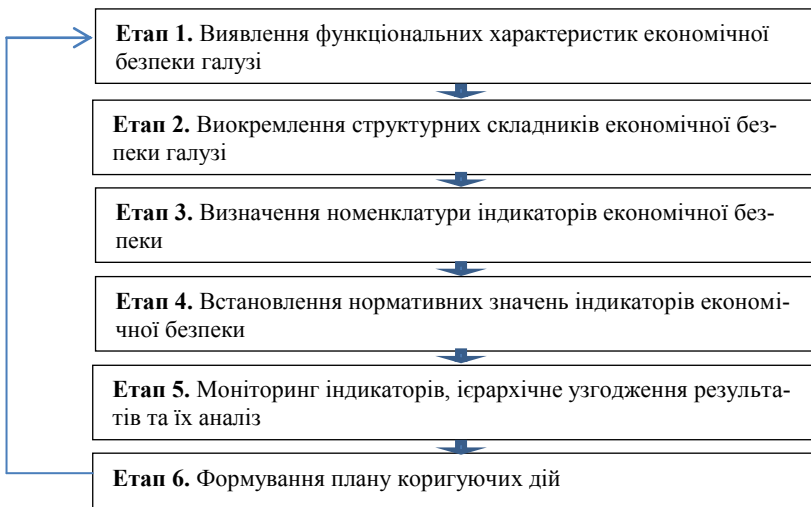 Етап 1. Виявлення функціональних характеристик економічної
безпеки галузі
Етап 2. Виокремлення структурних складників економічної без-
пеки галузі
Етап 3. Визначення номенклатури індикаторів економічної без-
пеки
Етап 4. Встановлення нормативних значень індикаторів економі-
чної безпеки
Етап 5. Моніторинг індикаторів, ієрархічне узгодження результа-
тів та їх аналіз
Етап 6. Формування плану коригуючих дій